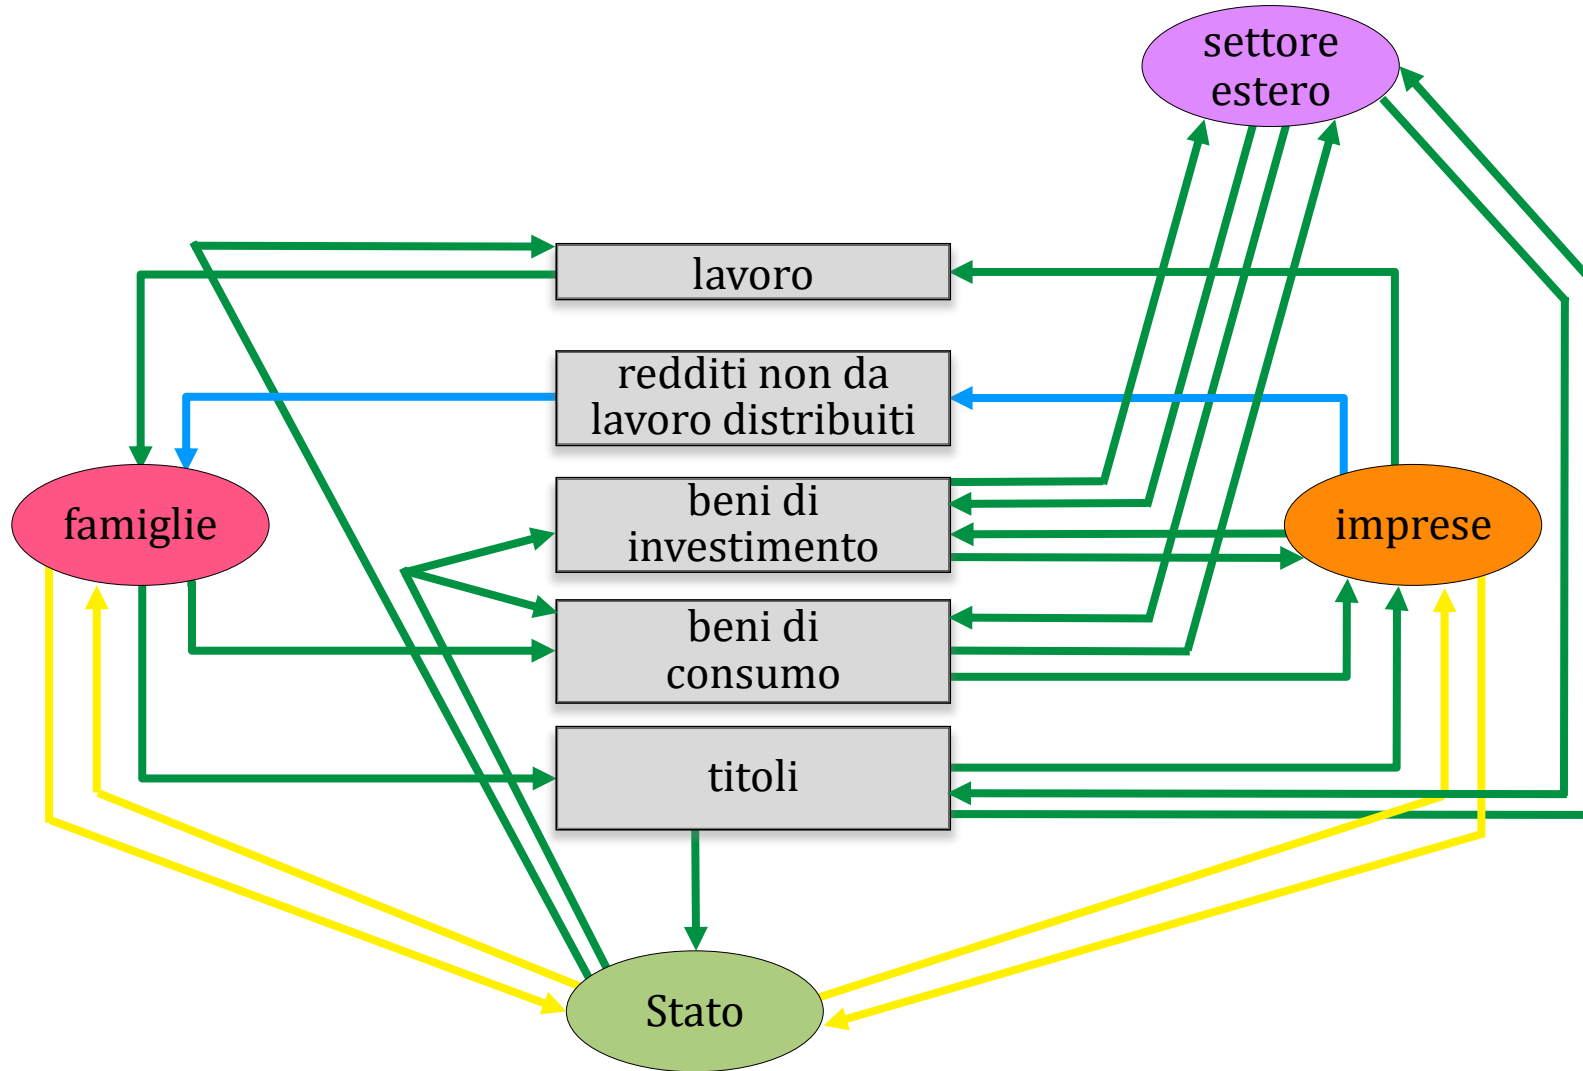 settore
estero
lavoro
redditi non da
lavoro distribuiti
famiglie
beni di
investimento
imprese
beni di
consumo
titoli
Stato